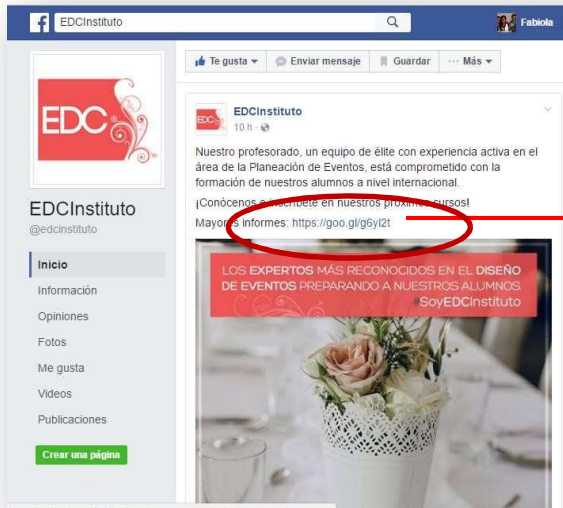 EDCInstituto
Fabiola
EDC
EDCInstituto
@edcinstituto
Inicio
Información
Opiniones
Fotos
Me gusta
Videos
Publicaciones
Crear una página
Te gusta
Enviar mensaje
Guardar
Más
EDC
EDCInstituto
10 h
Nuestro profesorado, un equipo de élite con experiencia activa en el
área de la Planeación de Eventos, está comprometido con la
formación de nuestros alumnos a nivel internacional.
¡Conócenos e inscríbete en nuestros próximos cursos!
Mayores informes: https://goo.gl/g6yl2t
LOS EXPERTOS MÁS RECONOCIDOS EN EL DISEÑO
DE EVENTOS PREPARANDO A NUESTROS ALUMNOS
#SoyEDCInstituto